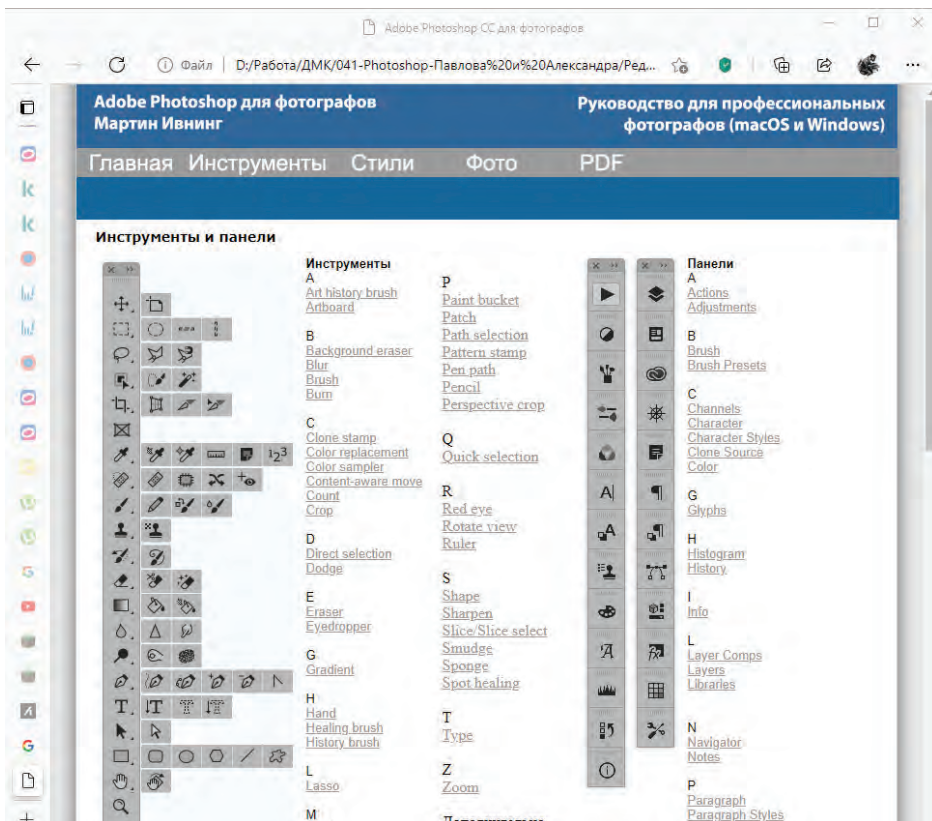 Adobe Photoshop CC для фотографов
Файл
D:/Работа/ДМК/041-Photoshop-Павлова%20и%20Александра/Ред...
Adobe Photoshop для фотографов
Мартин Ивнинг
Руководство для профессиональных
фотографов (macOS и Windows)
Главная Инструменты Стили Фото PDF
Инструменты и панели
Инструменты
A
Art history brush
Artboard
B
Background eraser
Blur
Brush
Burn
C
Clone stamp
Color replacement
Color sampler
Content-aware move
Count
Crop
D
Direct selection
Dodge
E
Eraser
Eyedropper
G
Gradient
H
Hand
Healing brush
History brush
L
Lasso
M
P
Paint bucket
Patch
Path selection
Pattern stamp
Pen path
Pencil
Perspective crop
Q
Quick selection
R
Red eye
Rotate view
Ruler
S
Shape
Sharpen
Slice/Slice select
Smudge
Sponge
Spot healing
T
Type
Z
Zoom
Панели
A
Actions
Adjustments
B
Brush
Brush Presets
C
Channels
Character
Character Styles
Clone Source
Color
G
Glyphs
H
Histogram
History
I
Info
L
Layer Comps
Layers
Libraries
N
Navigator
Notes
P
Paragraph
Paragraph Styles